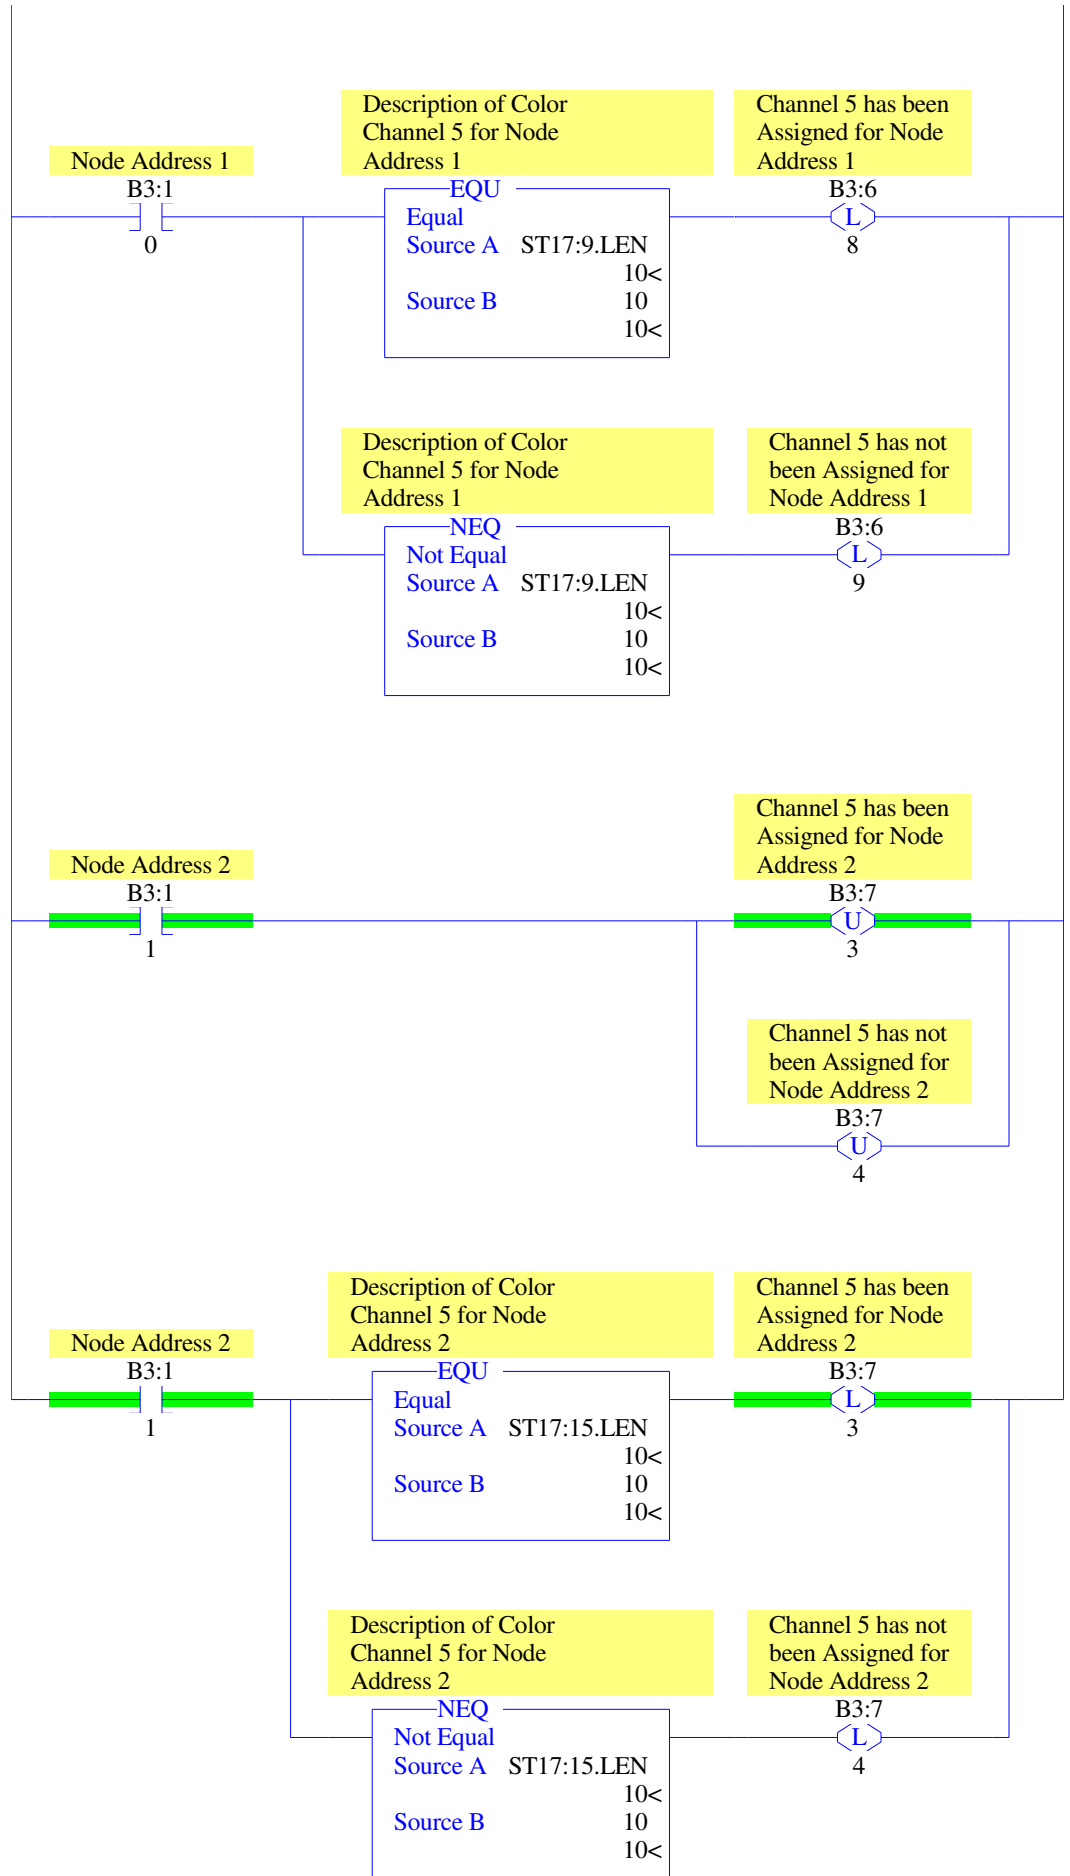 Description of Color
Channel 5 for Node
Address 1
Channel 5 has been
Assigned for Node
Address 1
Node Address 1
B3:1
0
EQU
Equal
Source A ST17:9.LEN
10<
Source B 10
10<
B3:6
L
8
Description of Color
Channel 5 for Node
Address 1
Channel 5 has not
been Assigned for
Node Address 1
NEQ
Not Equal
Source A ST17:9.LEN
10<
Source B 10
10<
B3:6
L
9
Channel 5 has been
Assigned for Node
Address 2
Node Address 2
B3:1
1
B3:7
U
3
Channel 5 has not
been Assigned for
Node Address 2
B3:7
U
4
Description of Color
Channel 5 for Node
Address 2
Channel 5 has been
Assigned for Node
Address 2
Node Address 2
B3:1
1
EQU
Equal
Source A ST17:15.LEN
10<
Source B 10
10<
B3:7
L
3
Description of Color
Channel 5 for Node
Address 2
Channel 5 has not
been Assigned for
Node Address 2
NEQ
Not Equal
Source A ST17:15.LEN
10<
Source B 10
10<
B3:7
L
4